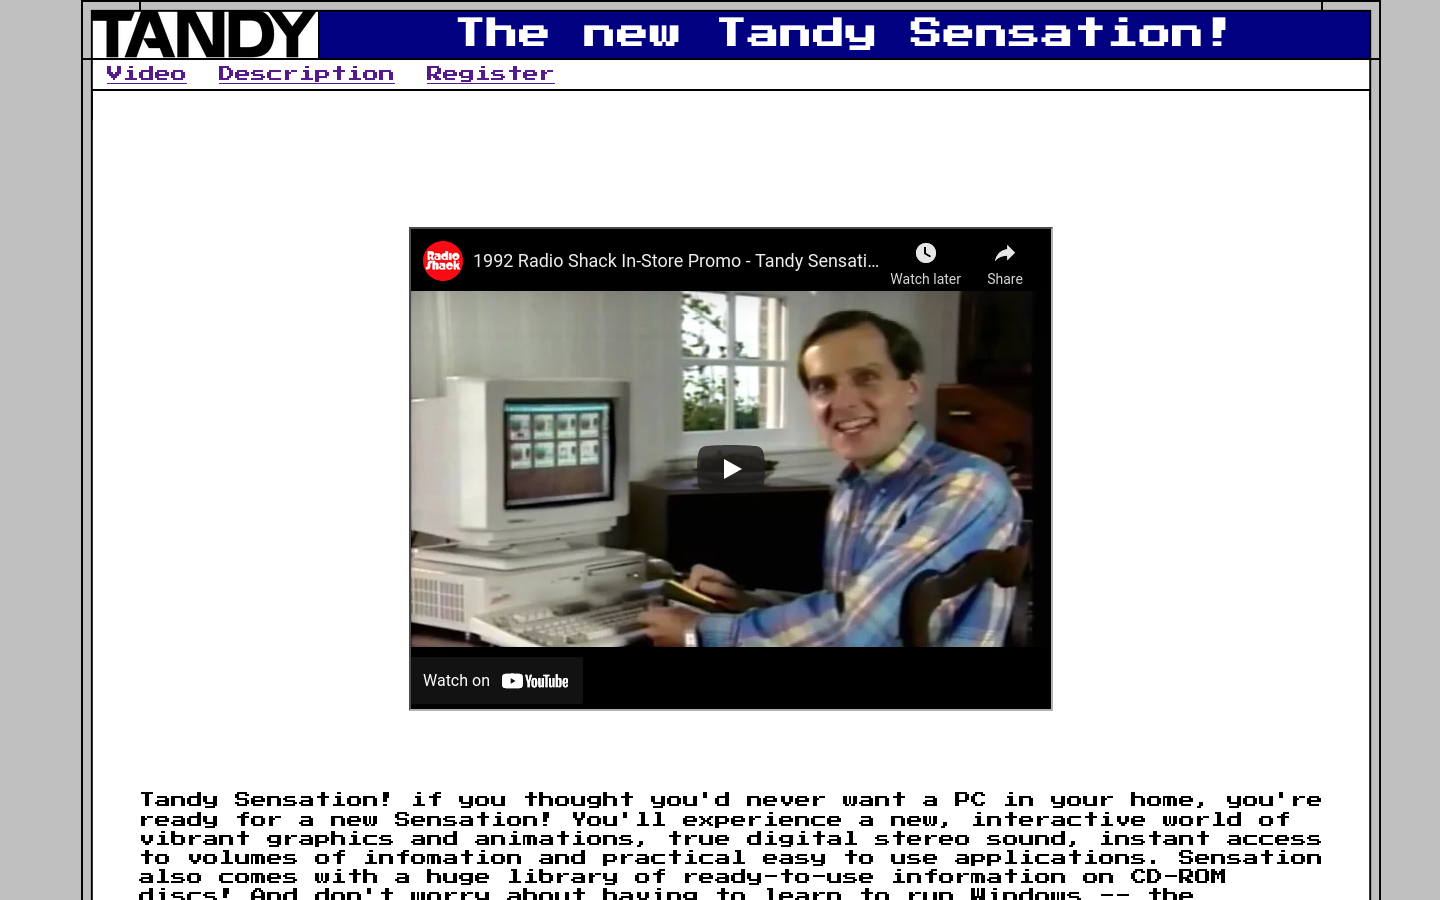 TANDY
The new Tandy Sensation!
Video Description Register
Radio Shack
1992 Radio Shack In-Store Promo - Tandy Sensati...
Watch later
Share
Watch on YouTube
Tandy Sensation! if you thought you'd never want a PC in your home, you're
ready for a new Sensation! You'll experience a new, interactive world of
vibrant graphics and animations, true digital stereo sound, instant access
to volumes of infomation and practical easy to use applications. Sensation
also comes with a huge library of ready-to-use information on CD-ROM
discs! And don't worry about having to learn to run Windows -- the